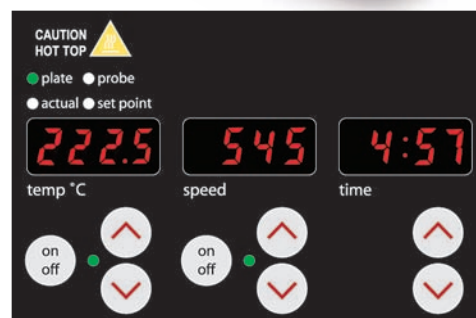 CAUTION
HOT TOP
plate probe
actual set point
222.5 545 4:57
temp °C speed time
on
off
on
off